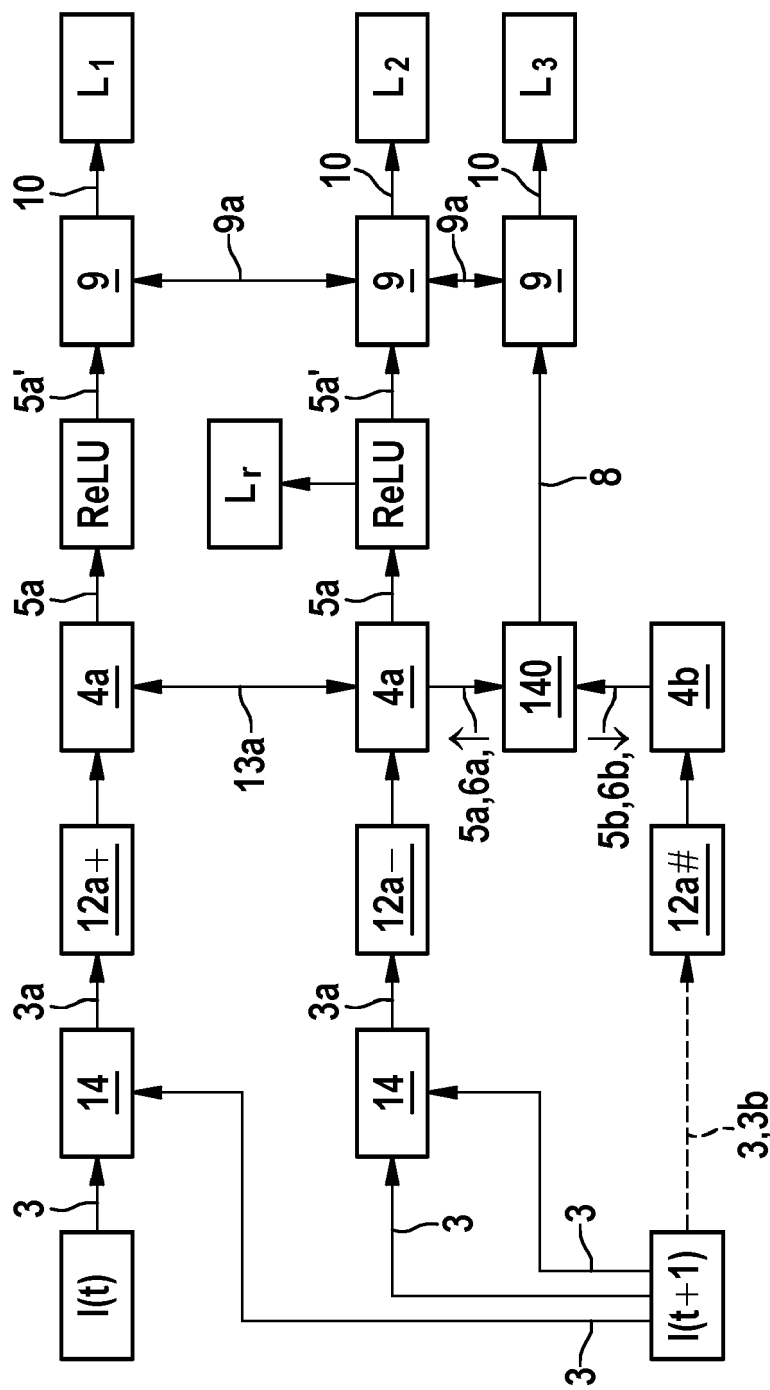 I(t)
3
14
3a
12a+
4a
5a
ReLU
5a'
9
10
L1
13a
9a
Lr
3
14
3a
12a−
4a
5a
ReLU
5a'
9
10
L2
5a,6a,↑
9a
3
3
140
8
9
10
L3
5b,6b,↓
I(t+1)
3,3b
12a#
4b